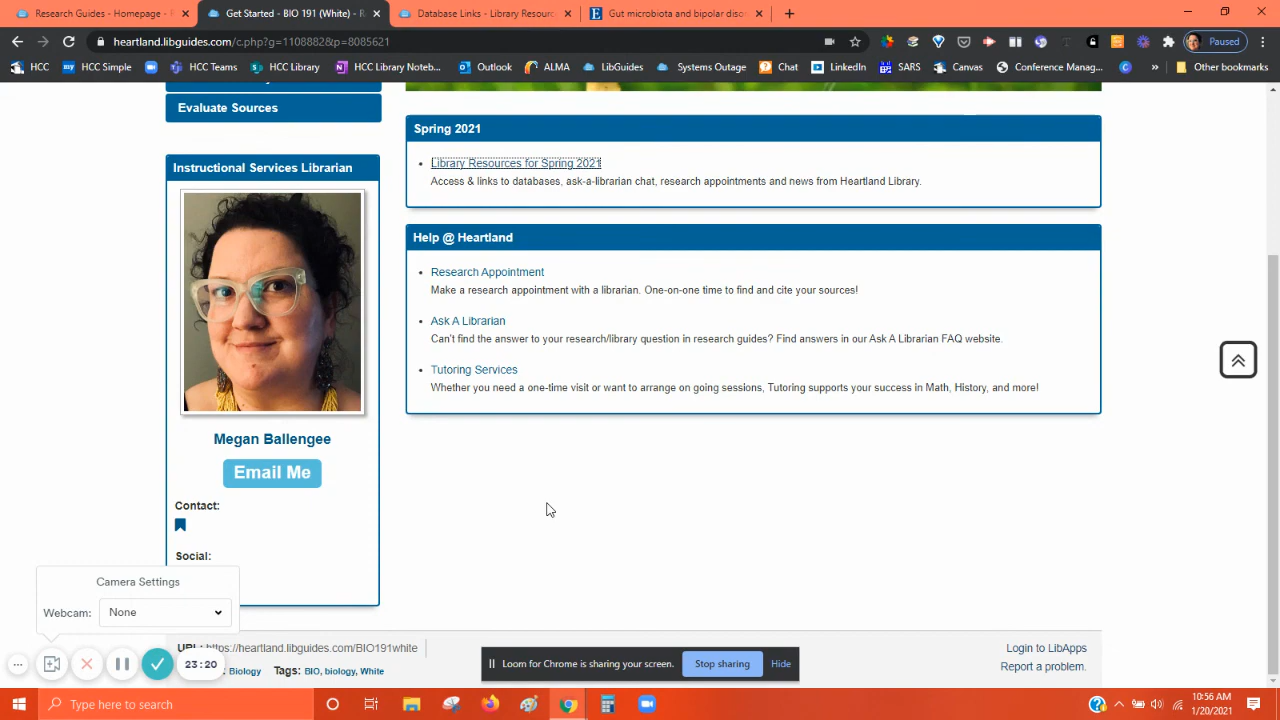 Research Guides - Homepage - R
Get Started - BIO 191 (White) - R
Database Links - Library Resourc
Gut microbiota and bipolar diso
heartland.libguides.com/c.php?g=1108882&p=8085621
Paused
HCC
HCC Simple
HCC Teams
HCC Library
HCC Library Noteb...
Outlook
ALMA
LibGuides
Systems Outage
Chat
LinkedIn
SARS
Canvas
Conference Manag...
Other bookmarks
Evaluate Sources
Instructional Services Librarian
Megan Ballengee
Email Me
Contact:
Social:
Spring 2021
Library Resources for Spring 2021
Access & links to databases, ask-a-librarian chat, research appointments and news from Heartland Library.
Help @ Heartland
Research Appointment
Make a research appointment with a librarian. One-on-one time to find and cite your sources!
Ask A Librarian
Can't find the answer to your research/library question in research guides? Find answers in our Ask A Librarian FAQ website.
Tutoring Services
Whether you need a one-time visit or want to arrange on going sessions, Tutoring supports your success in Math, History, and more!
Camera Settings
Webcam: None
23:20
https://heartland.libguides.com/BIO191white
Biology Tags: BIO, biology, White
Loom for Chrome is sharing your screen. Stop sharing Hide
Login to LibApps
Report a problem.
Type here to search
10:56 AM
1/20/2021